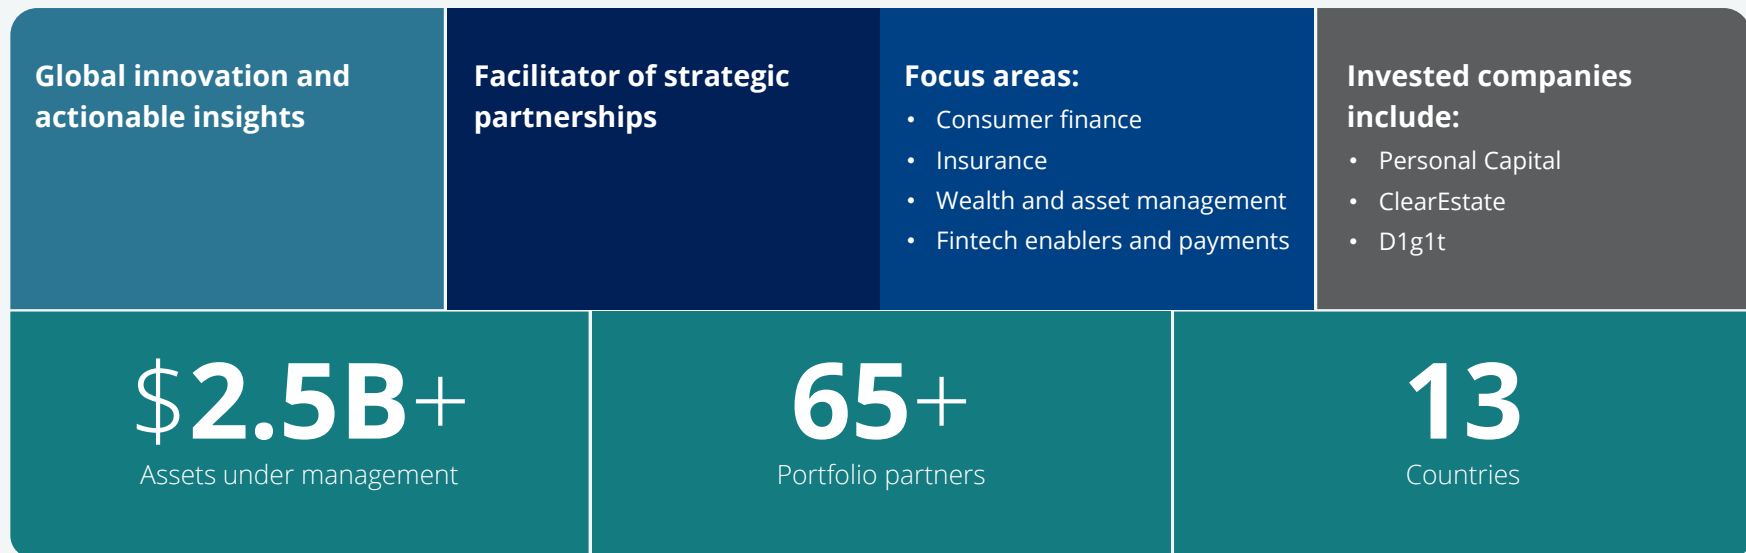 Global innovation and
actionable insights
Facilitator of strategic
partnerships
Focus areas:
• Consumer finance
• Insurance
• Wealth and asset management
• Fintech enablers and payments
Invested companies
include:
• Personal Capital
• ClearEstate
• D1g1t
$2.5B+
Assets under management
65+
Portfolio partners
13
Countries